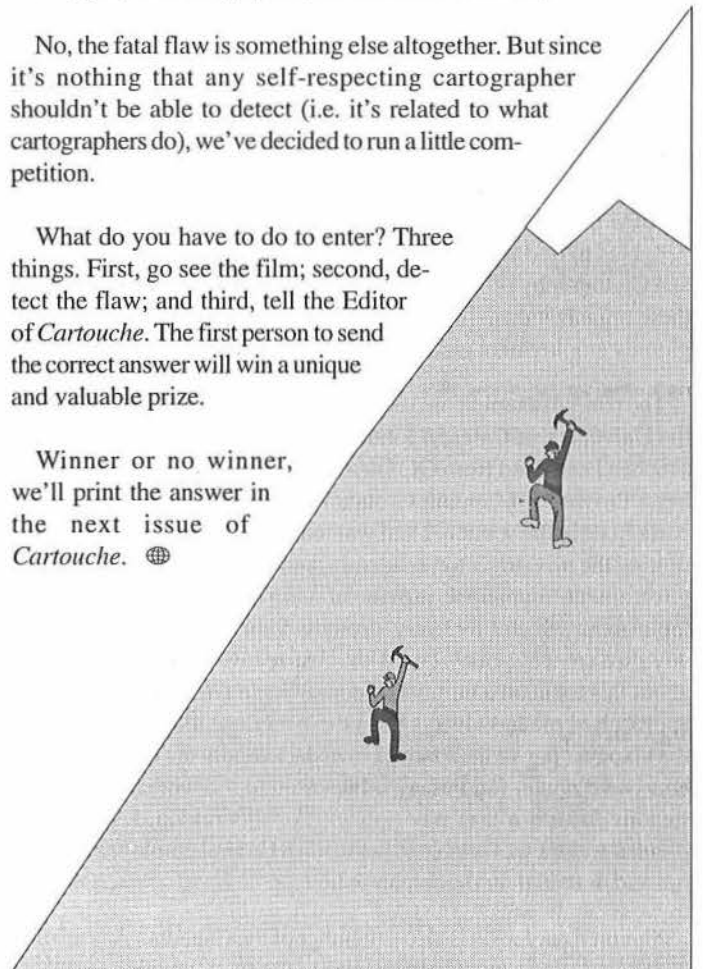 No, the fatal flaw is something else altogether. But since
it's nothing that any self-respecting cartographer
shouldn't be able to detect (i.e. it's related to what
cartographers do), we've decided to run a little com-
petition.
What do you have to do to enter? Three
things. First, go see the film; second, de-
tect the flaw; and third, tell the Editor
of Cartouche. The first person to send
the correct answer will win a unique
and valuable prize.
Winner or no winner,
we'll print the answer in
the next issue of
Cartouche.